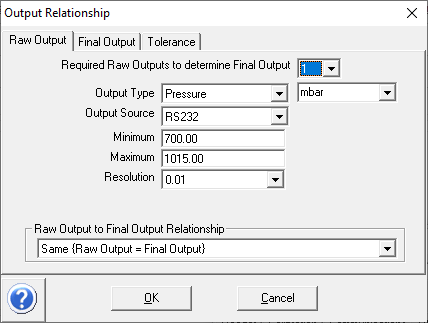 Output Relationship
Raw Output Final Output Tolerance
Required Raw Outputs to determine Final Output 1
Output Type Pressure mbar
Output Source RS232
Minimum 700.00
Maximum 1015.00
Resolution 0.01
Raw Output to Final Output Relationship
Same {Raw Output = Final Output}
? OK Cancel